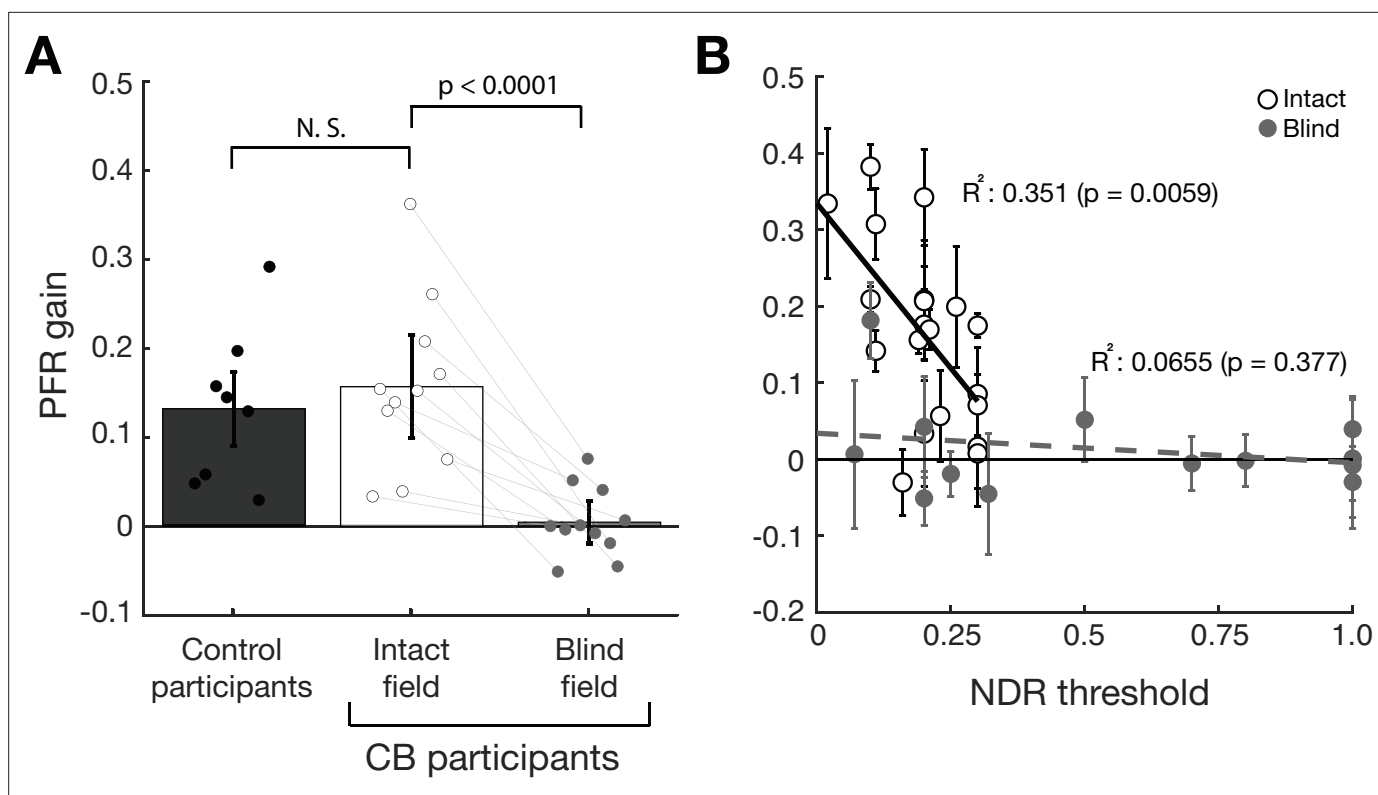 A
0.5
0.4
0.3
0.2
0.1
0
-0.1
PFR gain
N. S.
p < 0.0001
Control
participants
Intact
field
Blind
field
CB participants
B
0.5
0.4
0.3
0.2
0.1
0
-0.1
-0.2
Intact
Blind
R²: 0.351 (p = 0.0059)
R²: 0.0655 (p = 0.377)
0 0.25 0.5 0.75 1.0
NDR threshold